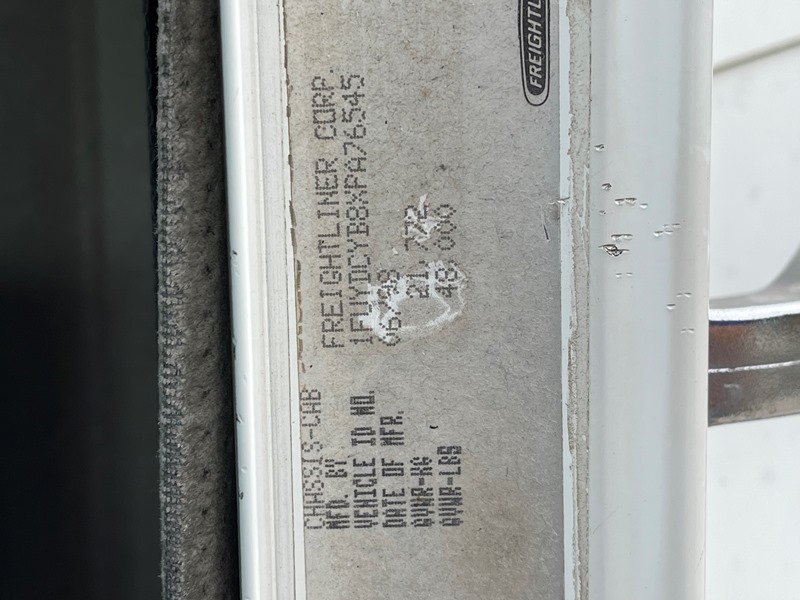 CHASSIS-CAB
MFD. BY FREIGHTLINER CORP.
VEHICLE ID NO. 1FUYDCYB8XPA76545
DATE OF MFR. 06/98
GVWR-KG 21,772
GVWR-LBS 48,000